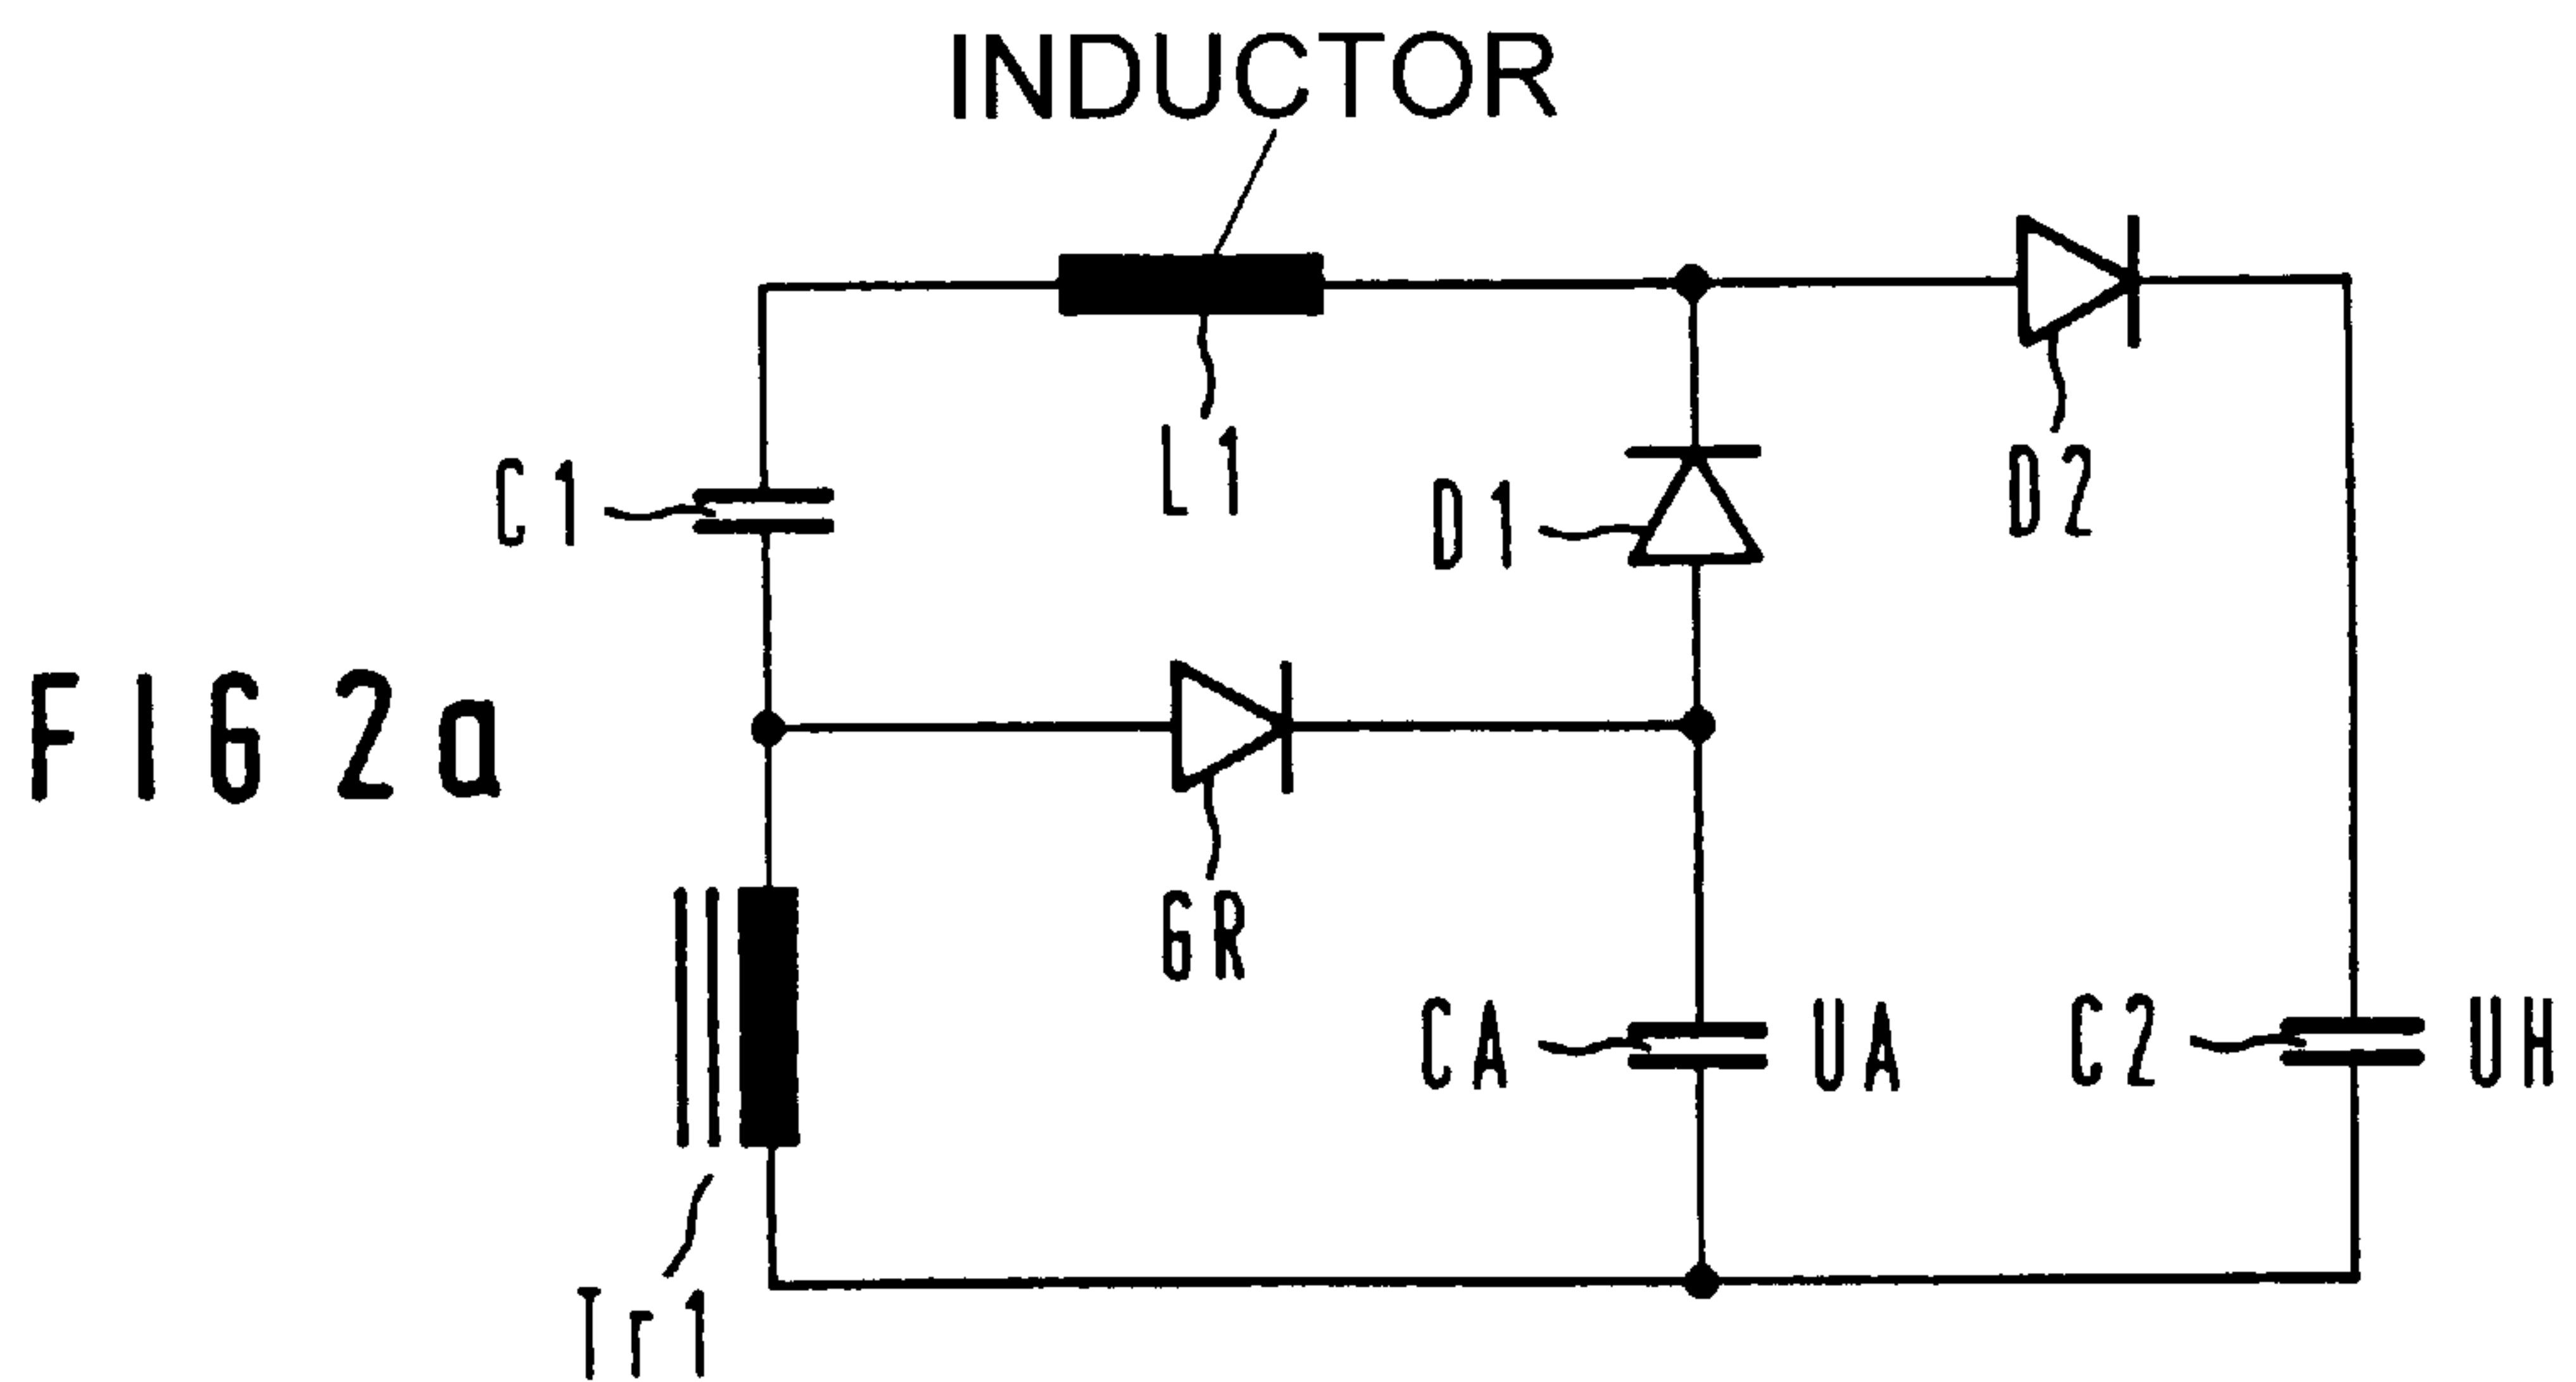 INDUCTOR
L1
C1
D1
D2
FIG 2a
GR
CA
UA
C2
UH
Tr1